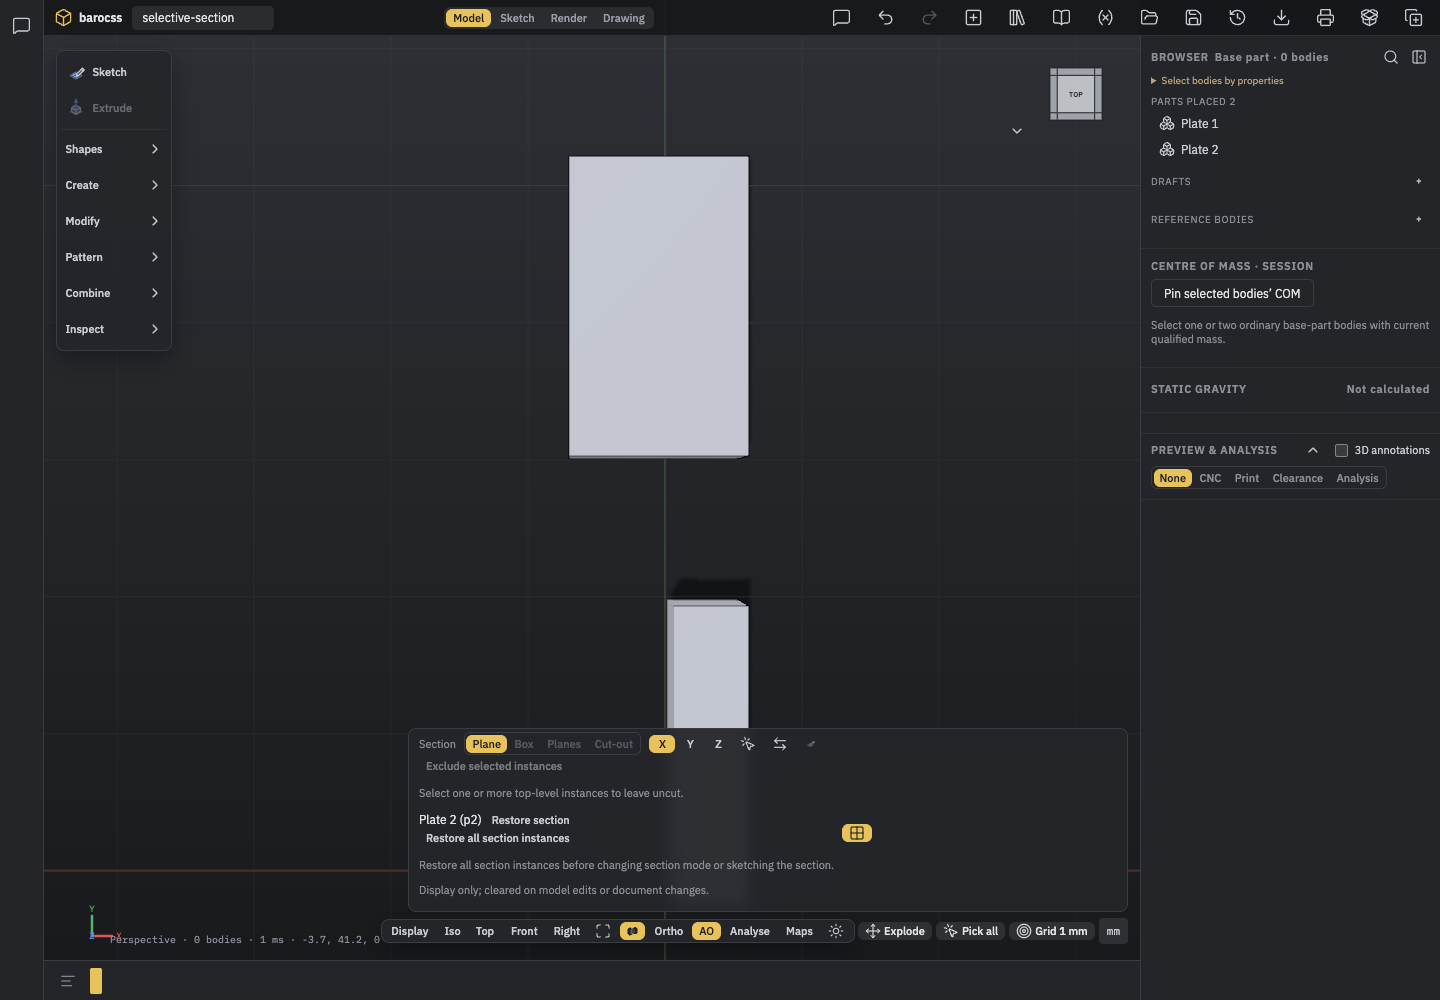 barocss
selective-section
Model Sketch Render Drawing
Sketch
Extrude
Shapes
Create
Modify
Pattern
Combine
Inspect
TOP
BROWSER Base part · 0 bodies
Select bodies by properties
PARTS PLACED 2
Plate 1
Plate 2
DRAFTS +
REFERENCE BODIES +
CENTRE OF MASS · SESSION
Pin selected bodies’ COM
Select one or two ordinary base-part bodies with current
qualified mass.
STATIC GRAVITY Not calculated
PREVIEW & ANALYSIS 3D annotations
None CNC Print Clearance Analysis
Section Plane Box Planes Cut-out X Y Z
Exclude selected instances
Select one or more top-level instances to leave uncut.
Plate 2 (p2) Restore section
Restore all section instances
Restore all section instances before changing section mode or sketching the section.
Display only; cleared on model edits or document changes.
Y
Z X
Perspective · 0 bodies · 1 ms · -3.7, 41.2, 0
Display Iso Top Front Right Ortho AO Analyse Maps Explode Pick all Grid 1 mm mm